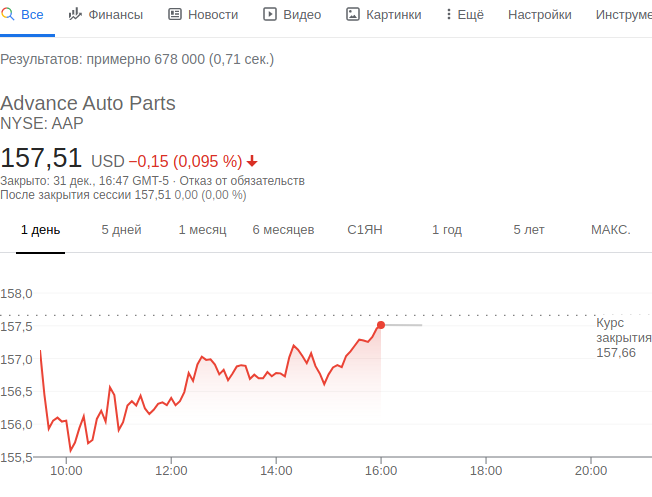 Все Финансы Новости Видео Картинки Ещё Настройки Инструме
Результатов: примерно 678 000 (0,71 сек.)
Advance Auto Parts
NYSE: AAP
157,51 USD −0,15 (0,095 %)
Закрыто: 31 дек., 16:47 GMT-5 · Отказ от обязательств
После закрытия сессии 157,51 0,00 (0,00 %)
1 день 5 дней 1 месяц 6 месяцев С1ЯН 1 год 5 лет МАКС.
158,0
157,5
157,0
156,5
156,0
155,5
Курс
закрытия
157,66
10:00 12:00 14:00 16:00 18:00 20:00